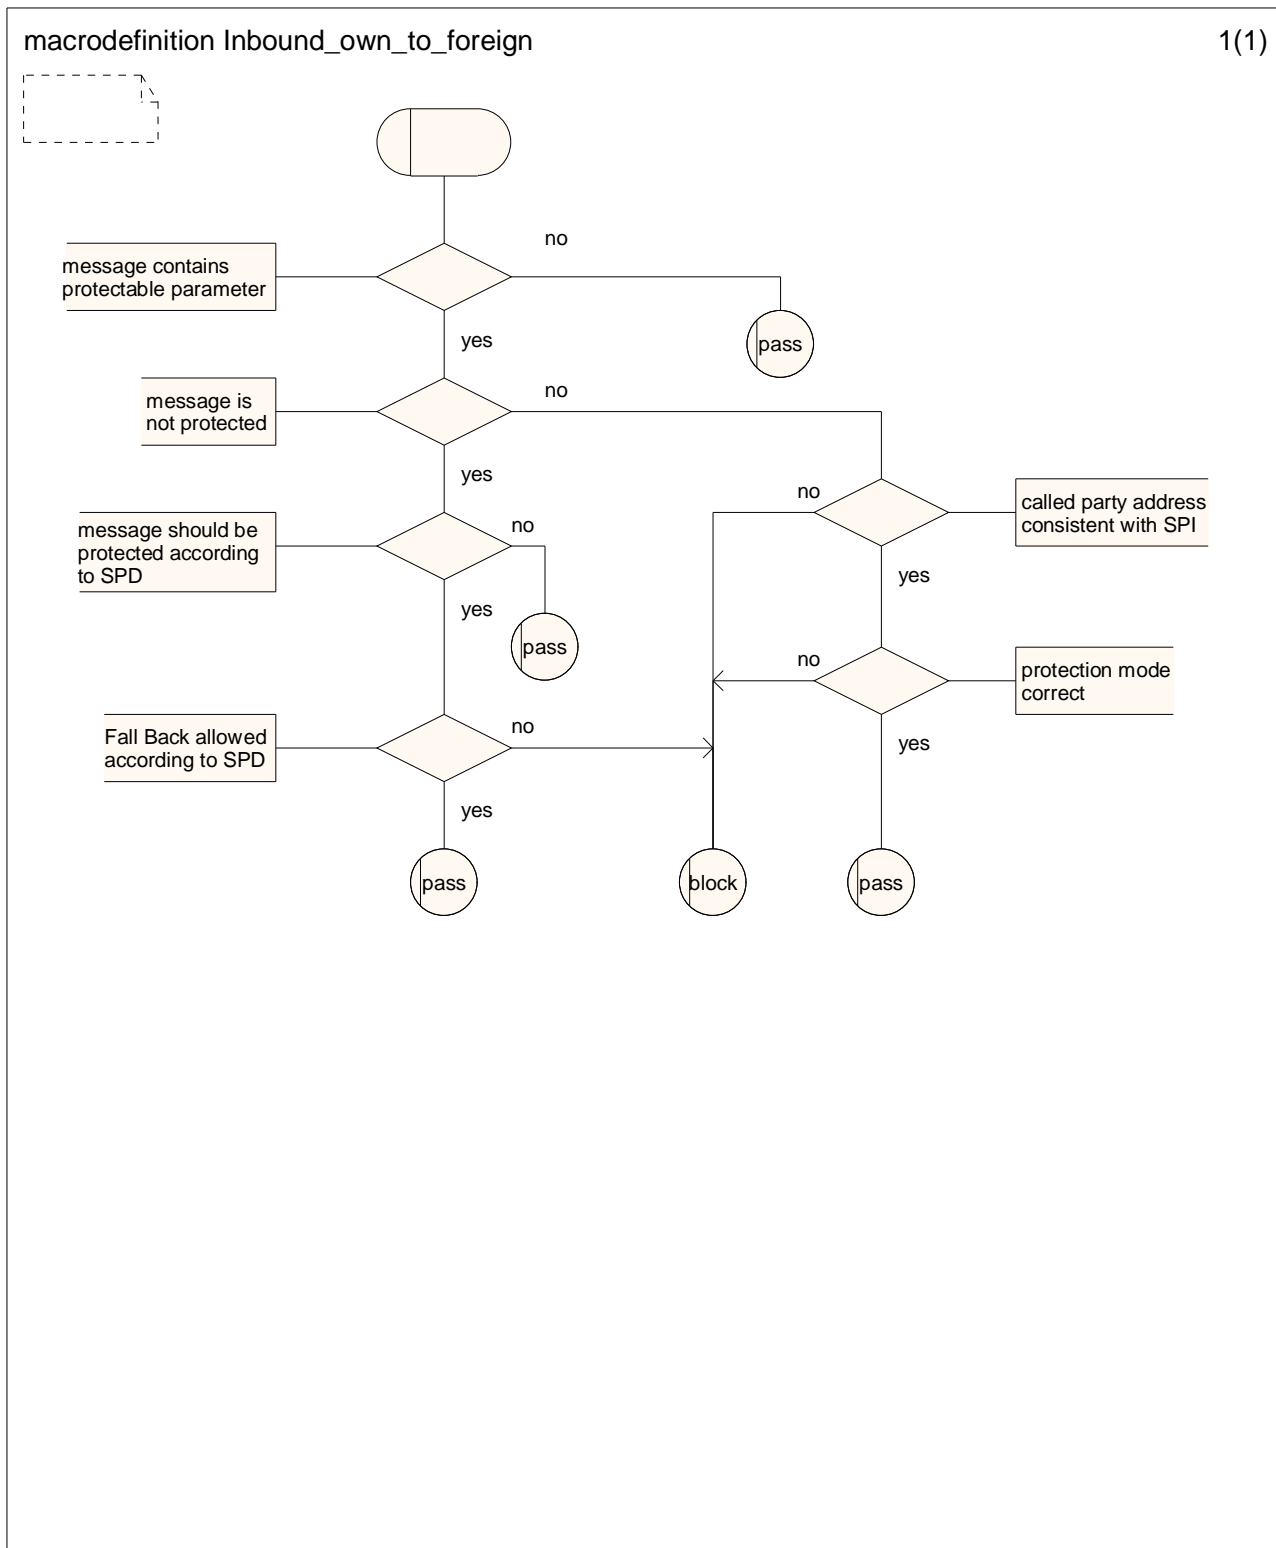 macrodefinition Inbound_own_to_foreign
1(1)
no
message contains
protectable parameter
yes
pass
no
message is
not protected
yes
no
called party address
consistent with SPI
message should be
protected according
to SPD
no
yes
yes
pass
no
protection mode
correct
Fall Back allowed
according to SPD
no
yes
yes
pass
block
pass